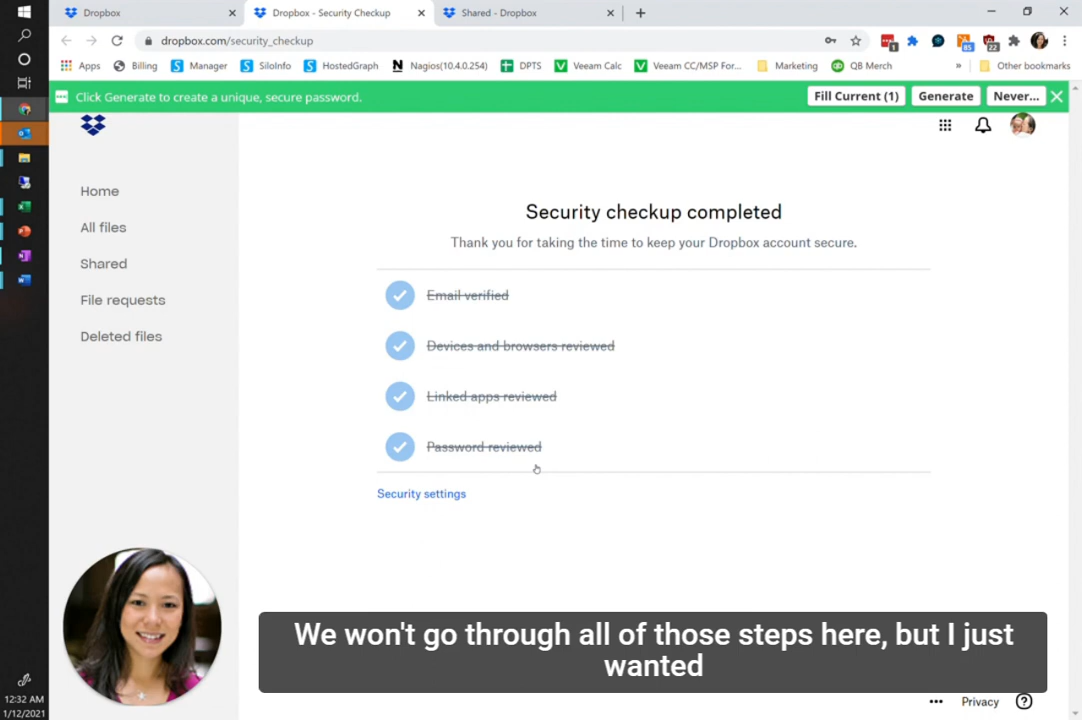 Dropbox
Dropbox - Security Checkup
Shared - Dropbox
dropbox.com/security_checkup
1
85
22
Apps
Billing
Manager
SiloInfo
HostedGraph
Nagios(10.4.0.254)
DPTS
Veeam Calc
Veeam CC/MSP For...
Marketing
QB Merch
»
Other bookmarks
Click Generate to create a unique, secure password.
Fill Current (1)
Generate
Never...
Home
All files
Shared
File requests
Deleted files
Security checkup completed
Thank you for taking the time to keep your Dropbox account secure.
Email verified
Devices and browsers reviewed
Linked apps reviewed
Password reviewed
Security settings
We won't go through all of those steps here, but I just
wanted
Privacy
12:32 AM
1/12/2021